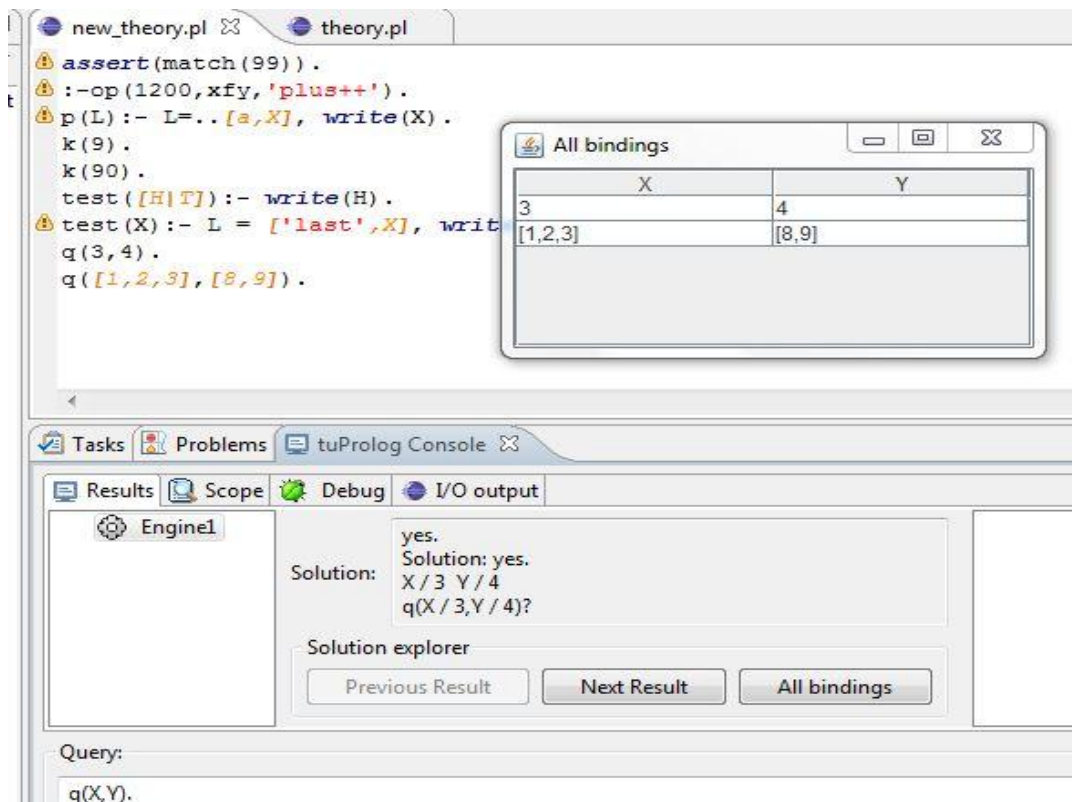 new_theory.pl theory.pl
assert(match(99)).
:-op(1200,xfy,'plus++').
p(L):- L=..[a,X], write(X).
k(9).
k(90).
test([H|T]):- write(H).
test(X):- L = ['last',X], writ
q(3,4).
q([1,2,3],[8,9]).
All bindings
X Y
3 4
[1,2,3] [8,9]
Tasks Problems tuProlog Console
Results Scope Debug I/O output
Engine1
Solution:
yes.
Solution: yes.
X / 3 Y / 4
q(X / 3,Y / 4)?
Solution explorer
Previous Result Next Result All bindings
Query:
q(X,Y).